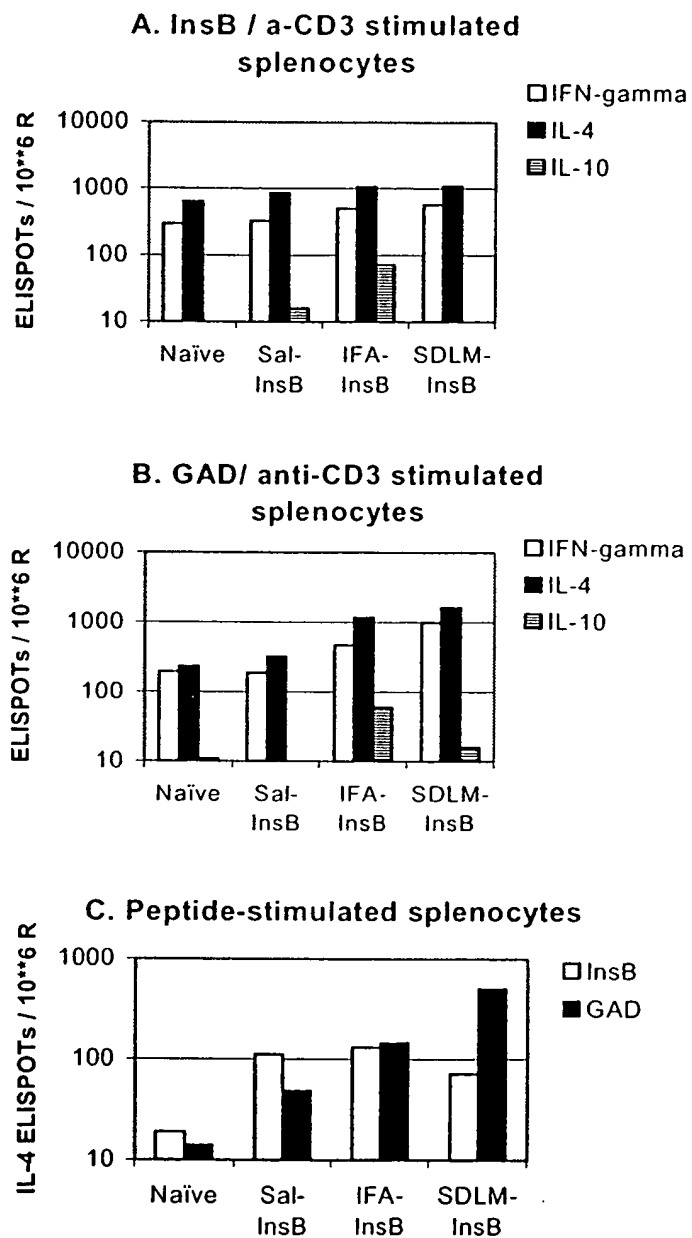 A. InsB / a-CD3 stimulated
splenocytes
IFN-gamma
IL-4
IL-10
ELISPOTs / 10**6 R
10000
1000
100
10
Naïve
Sal-
InsB
IFA-
InsB
SDLM-
InsB
B. GAD/ anti-CD3 stimulated
splenocytes
IFN-gamma
IL-4
IL-10
ELISPOTs / 10**6 R
10000
1000
100
10
Naïve
Sal-
InsB
IFA-
InsB
SDLM-
InsB
C. Peptide-stimulated splenocytes
InsB
GAD
IL-4 ELISPOTs / 10**6 R
1000
100
10
Naïve
Sal-
InsB
IFA-
InsB
SDLM-
InsB